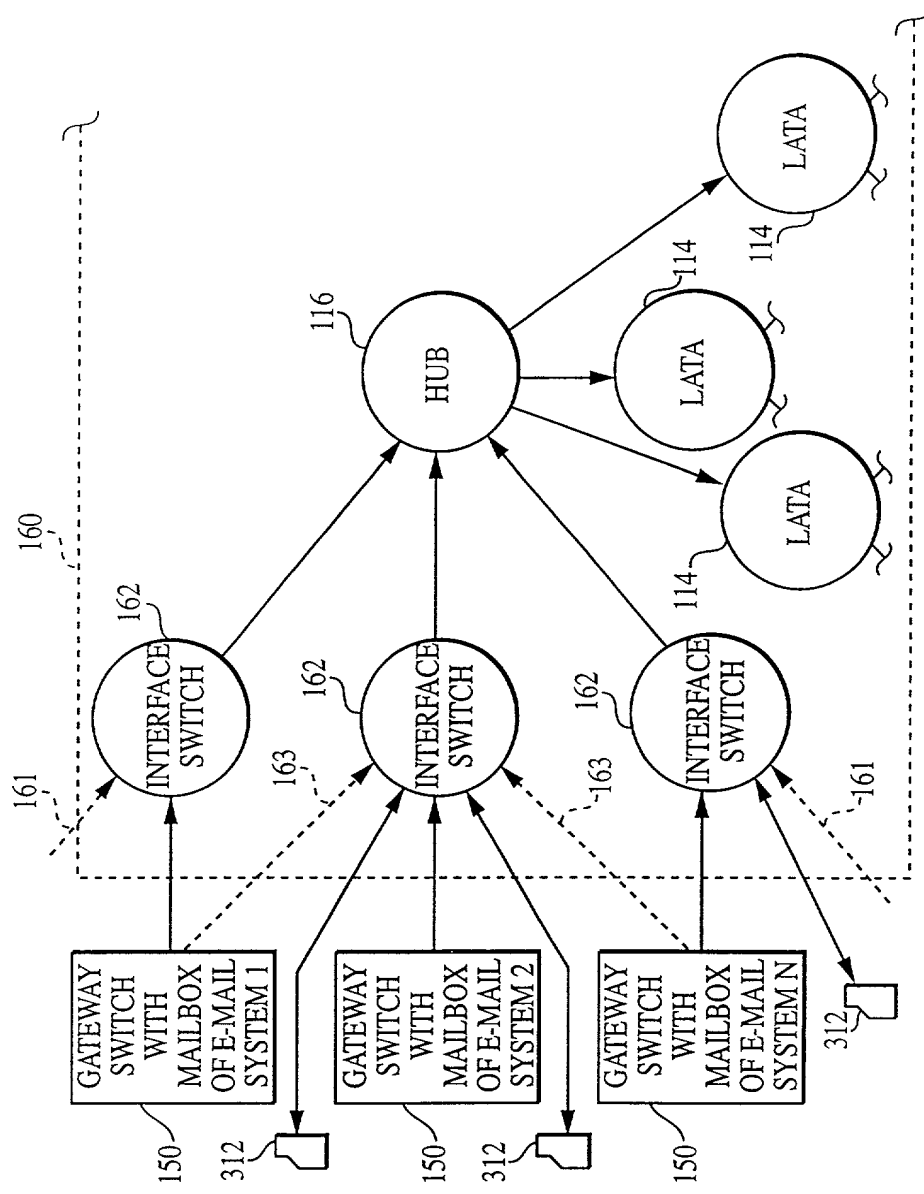 160
161
162
GATEWAY
SWITCH
WITH
MAILBOX
OF E-MAIL
SYSTEM 1
INTERFACE
SWITCH
150
312
163
162
116
GATEWAY
SWITCH
WITH
MAILBOX
OF E-MAIL
SYSTEM 2
INTERFACE
SWITCH
HUB
150
312
163
162
GATEWAY
SWITCH
WITH
MAILBOX
OF E-MAIL
SYSTEM N
INTERFACE
SWITCH
150
312
161
114
LATA
114
LATA
114
LATA